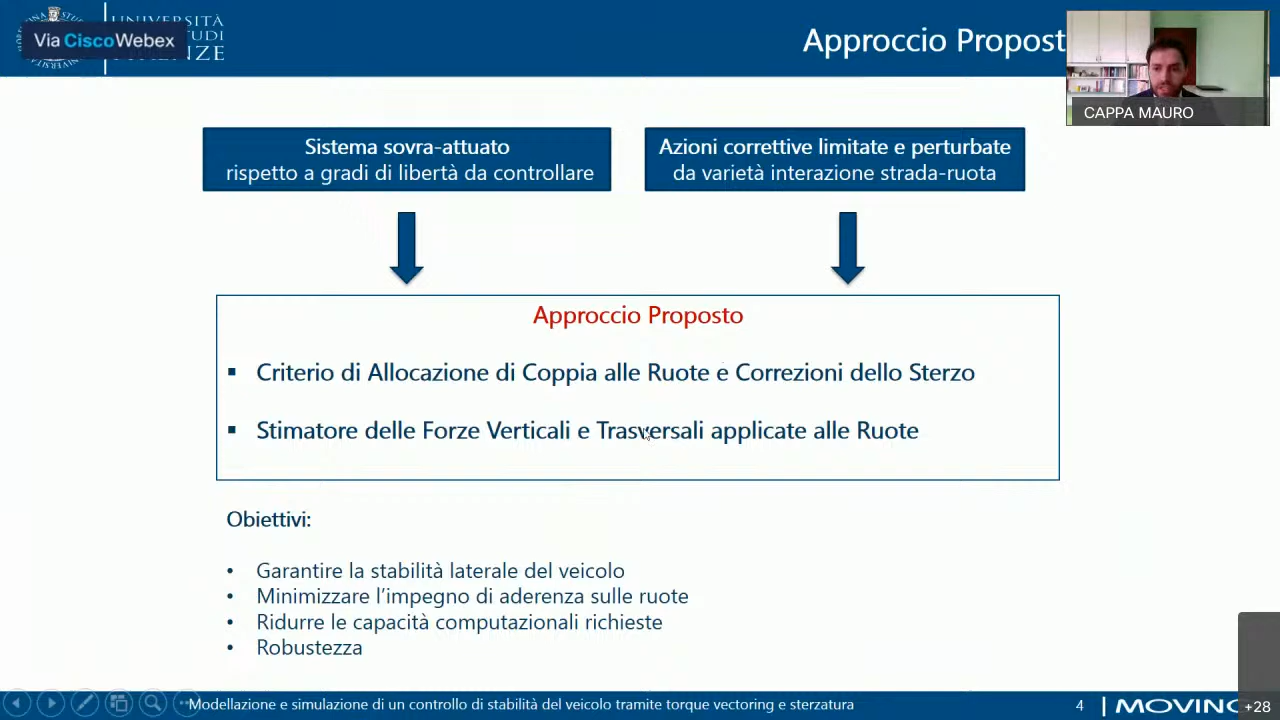 Via Cisco Webex
UNIVERSITÀ
STUDI
Approccio Propost
CAPPA MAURO
Sistema sovra-attuato
rispetto a gradi di libertà da controllare
Azioni correttive limitate e perturbate
da varietà interazione strada-ruota
Approccio Proposto
▪ Criterio di Allocazione di Coppia alle Ruote e Correzioni dello Sterzo
▪ Stimatore delle Forze Verticali e Trasversali applicate alle Ruote
Obiettivi:
• Garantire la stabilità laterale del veicolo
• Minimizzare l'impegno di aderenza sulle ruote
• Ridurre le capacità computazionali richieste
• Robustezza
Modellazione e simulazione di un controllo di stabilità del veicolo tramite torque vectoring e sterzatura
4
MOVING
+28